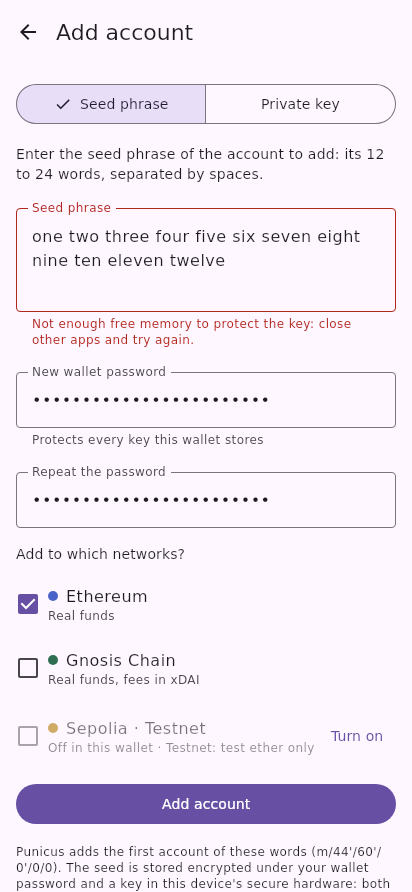 Add account
Seed phrase
Private key
Enter the seed phrase of the account to add: its 12
to 24 words, separated by spaces.
Seed phrase
one two three four five six seven eight
nine ten eleven twelve
Not enough free memory to protect the key: close
other apps and try again.
New wallet password
••••••••••••••••••••••••
Protects every key this wallet stores
Repeat the password
••••••••••••••••••••••••
Add to which networks?
Ethereum
Real funds
Gnosis Chain
Real funds, fees in xDAI
Sepolia · Testnet
Off in this wallet · Testnet: test ether only
Turn on
Add account
Punicus adds the first account of these words (m/44'/60'/
0'/0/0). The seed is stored encrypted under your wallet
password and a key in this device's secure hardware: both